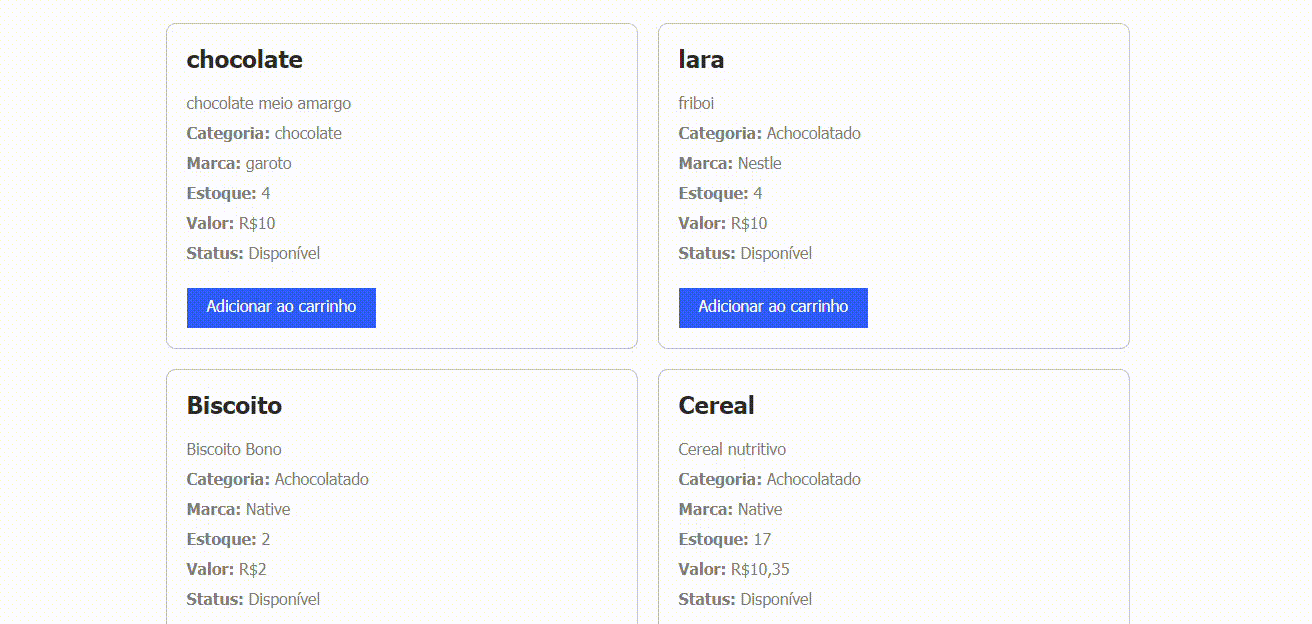 chocolate
chocolate meio amargo
Categoria: chocolate
Marca: garoto
Estoque: 4
Valor: R$10
Status: Disponível
Adicionar ao carrinho
lara
friboi
Categoria: Achocolatado
Marca: Nestle
Estoque: 4
Valor: R$10
Status: Disponível
Adicionar ao carrinho
Biscoito
Biscoito Bono
Categoria: Achocolatado
Marca: Native
Estoque: 2
Valor: R$2
Status: Disponível
Cereal
Cereal nutritivo
Categoria: Achocolatado
Marca: Native
Estoque: 17
Valor: R$10,35
Status: Disponível